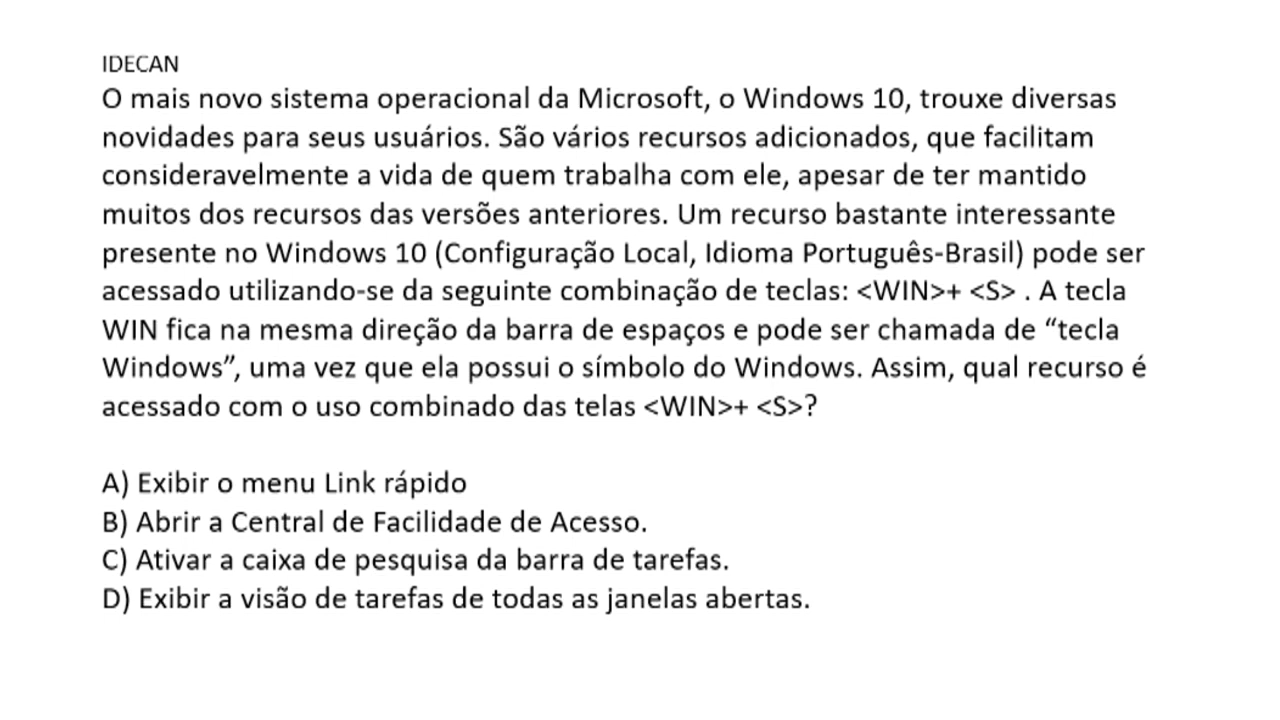 IDECAN
O mais novo sistema operacional da Microsoft, o Windows 10, trouxe diversas
novidades para seus usuários. São vários recursos adicionados, que facilitam
consideravelmente a vida de quem trabalha com ele, apesar de ter mantido
muitos dos recursos das versões anteriores. Um recurso bastante interessante
presente no Windows 10 (Configuração Local, Idioma Português-Brasil) pode ser
acessado utilizando-se da seguinte combinação de teclas: <WIN>+ <S> . A tecla
WIN fica na mesma direção da barra de espaços e pode ser chamada de “tecla
Windows”, uma vez que ela possui o símbolo do Windows. Assim, qual recurso é
acessado com o uso combinado das telas <WIN>+ <S>?
A) Exibir o menu Link rápido
B) Abrir a Central de Facilidade de Acesso.
C) Ativar a caixa de pesquisa da barra de tarefas.
D) Exibir a visão de tarefas de todas as janelas abertas.